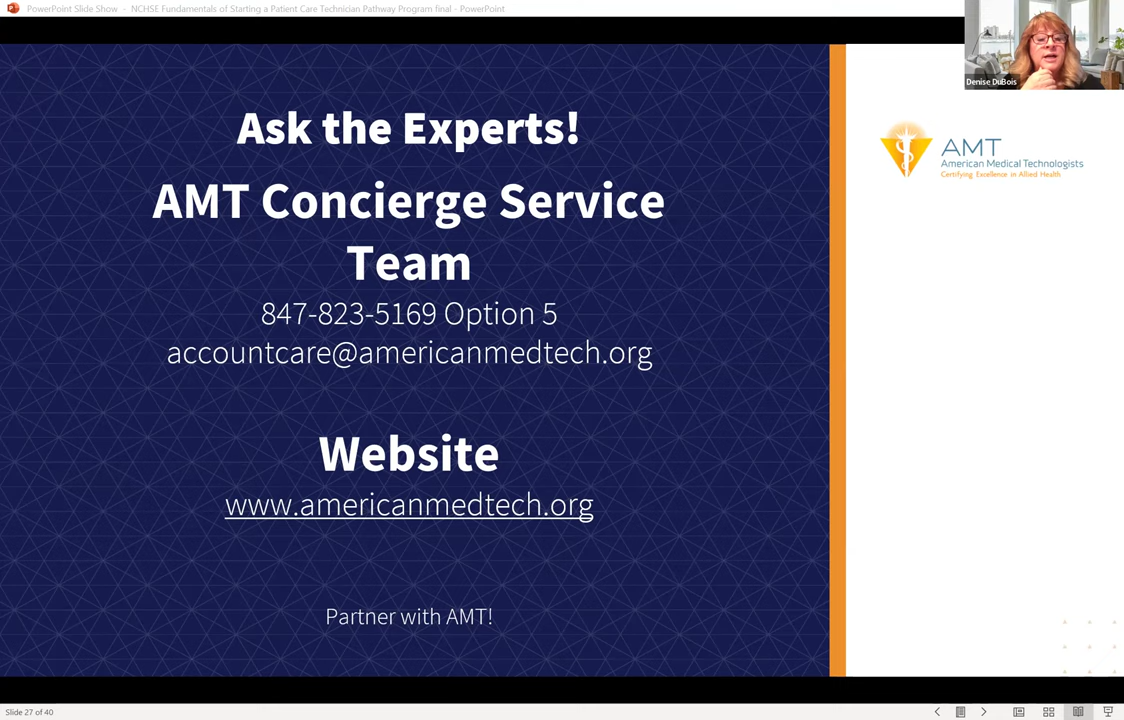 PowerPoint Slide Show - NCHSE Fundamentals of Starting a Patient Care Technician Pathway Program final - PowerPoint
Denise DuBois
Ask the Experts!
AMT Concierge Service
Team
847-823-5169 Option 5
accountcare@americanmedtech.org
Website
www.americanmedtech.org
Partner with AMT!
AMT
American Medical Technologists
Certifying Excellence in Allied Health
Slide 27 of 40